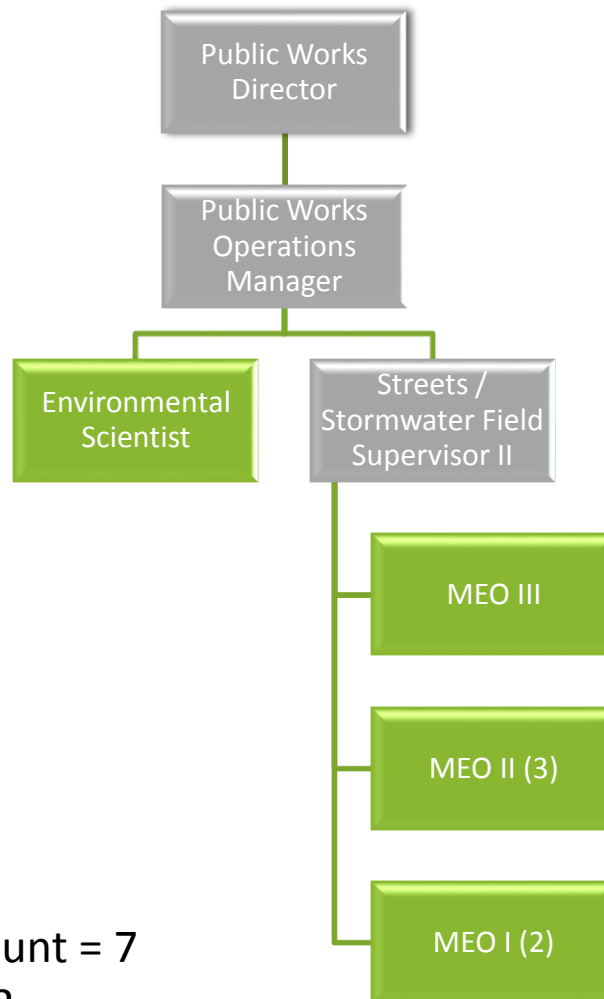 Public Works
Director
Public Works
Operations
Manager
Environmental
Scientist
Streets /
Stormwater Field
Supervisor II
MEO III
MEO II (3)
MEO I (2)
= 7